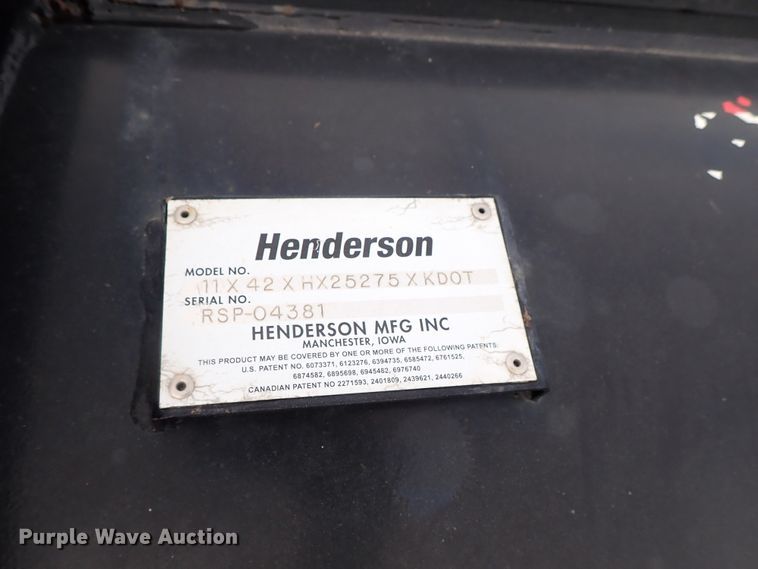 Henderson
MODEL NO.
11 X 42 X HX25275 X KDOT
SERIAL NO.
RSP-04381
HENDERSON MFG INC
MANCHESTER, IOWA
THIS PRODUCT MAY BE COVERED BY ONE OR MORE OF THE FOLLOWING PATENTS:
U.S. PATENT NO. 6073371, 6123276, 6394735, 6585472, 6761525,
6874582, 6895698, 6945482, 6976740
CANADIAN PATENT NO 2271593, 2401809, 2439621, 2440266
Purple Wave Auction